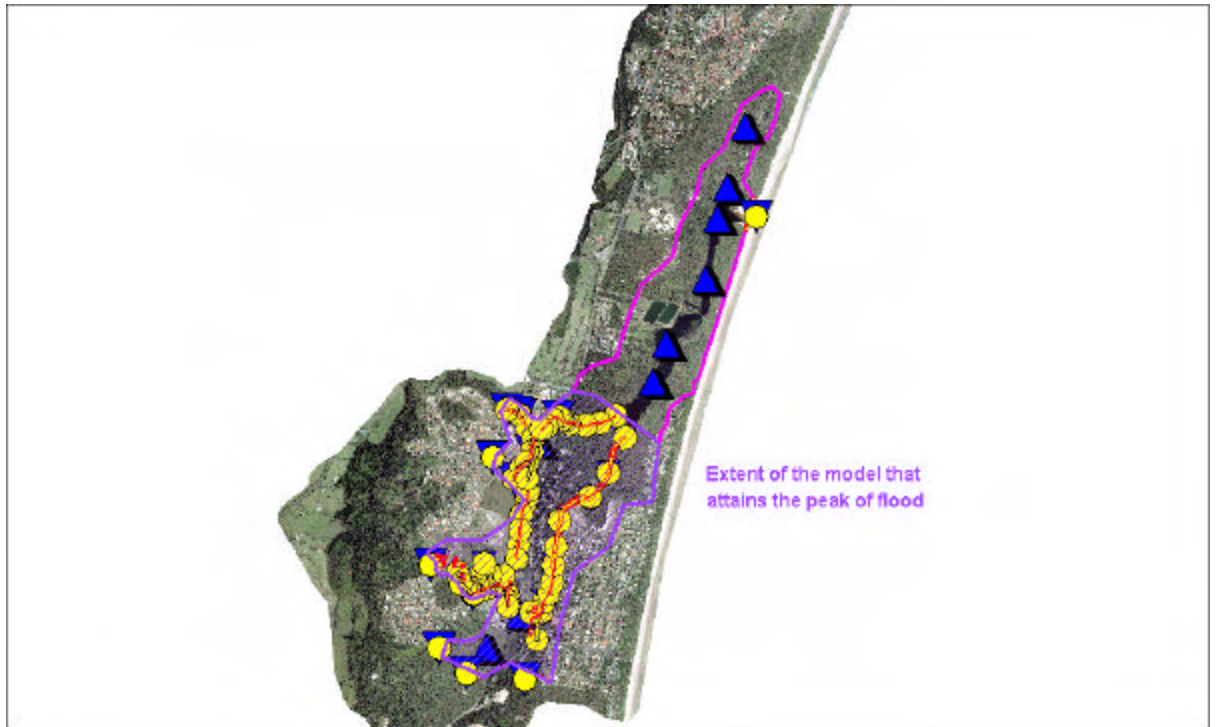 Extent of the model that
attains the peak of flood